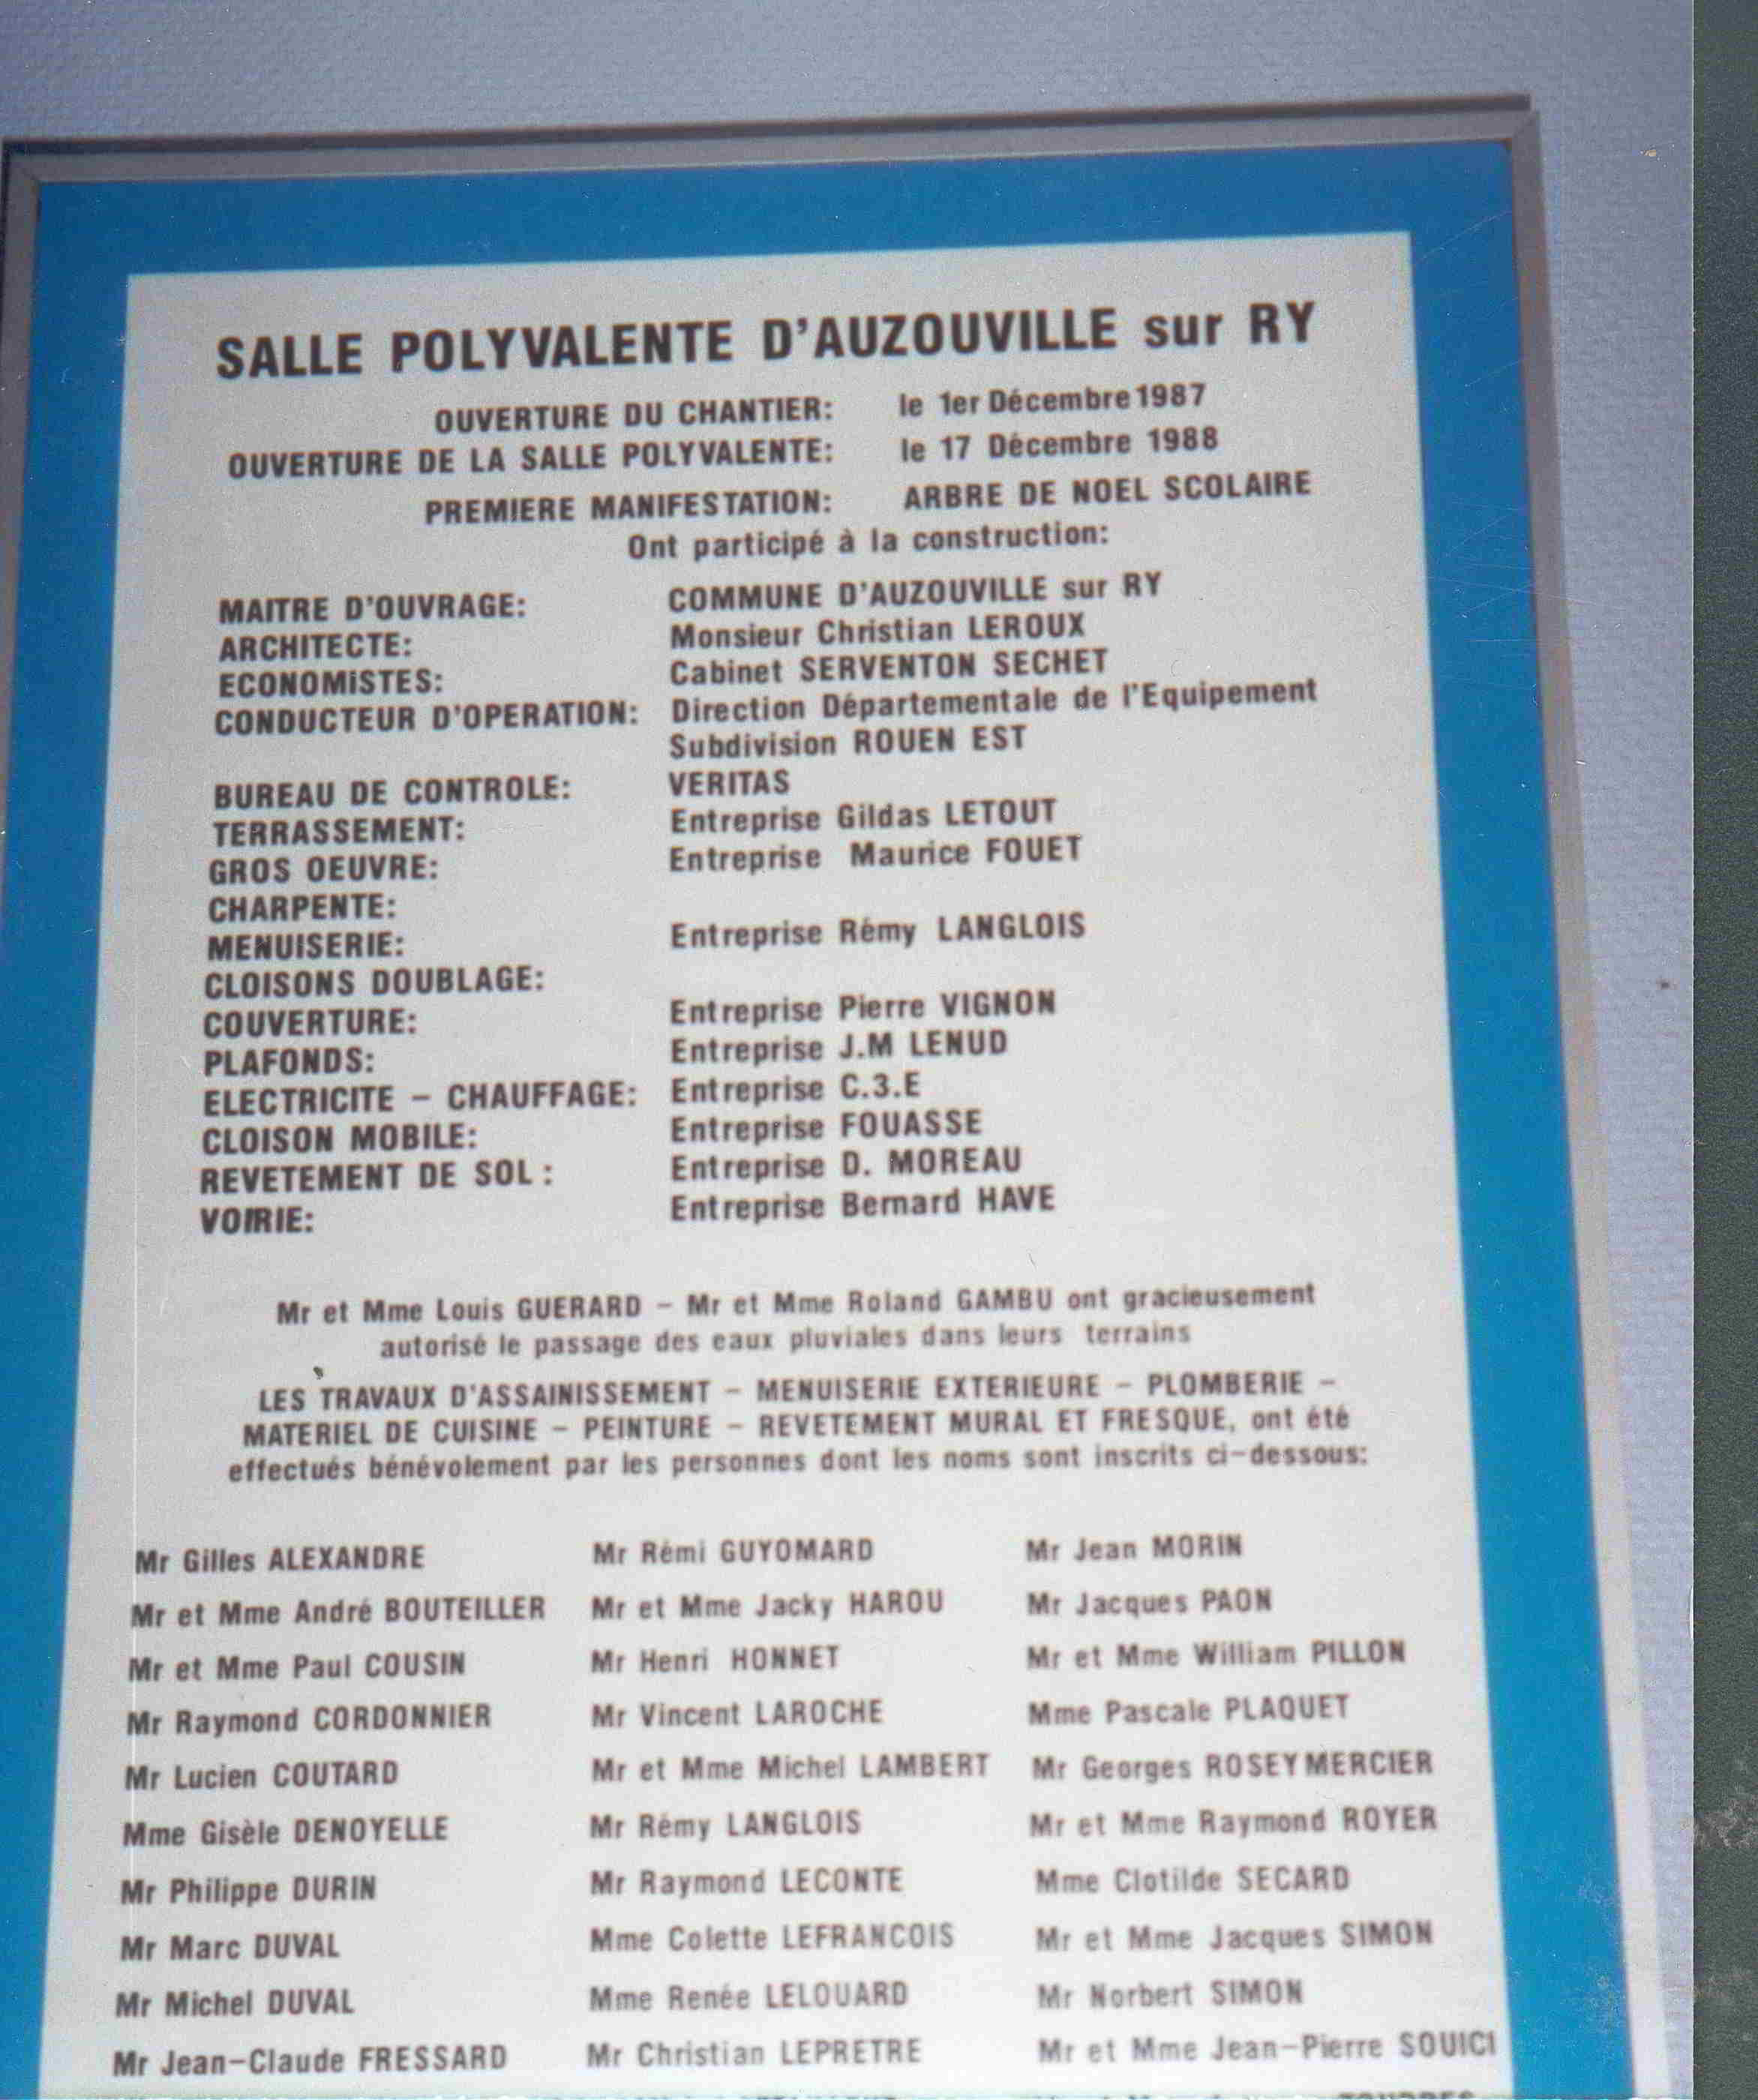 SALLE POLYVALENTE D'AUZOUVILLE sur RY
OUVERTURE DU CHANTIER: le 1er Décembre 1987
OUVERTURE DE LA SALLE POLYVALENTE: le 17 Décembre 1988
PREMIERE MANIFESTATION: ARBRE DE NOEL SCOLAIRE
Ont participé à la construction:
MAITRE D'OUVRAGE: COMMUNE D'AUZOUVILLE sur RY
ARCHITECTE: Monsieur Christian LEROUX
ECONOMiSTES: Cabinet SERVENTON SECHET
CONDUCTEUR D'OPERATION: Direction Départementale de l'Equipement
Subdivision ROUEN EST
BUREAU DE CONTROLE: VERITAS
TERRASSEMENT: Entreprise Gildas LETOUT
GROS OEUVRE: Entreprise Maurice FOUET
CHARPENTE:
MENUISERIE: Entreprise Rémy LANGLOIS
CLOISONS DOUBLAGE:
COUVERTURE: Entreprise Pierre VIGNON
PLAFONDS: Entreprise J.M LENUD
ELECTRICITE – CHAUFFAGE: Entreprise C.3.E
CLOISON MOBILE: Entreprise FOUASSE
REVETEMENT DE SOL : Entreprise D. MOREAU
VOIRIE: Entreprise Bernard HAVE
Mr et Mme Louis GUERARD – Mr et Mme Roland GAMBU ont gracieusement
autorisé le passage des eaux pluviales dans leurs terrains
LES TRAVAUX D'ASSAINISSEMENT – MENUISERIE EXTERIEURE – PLOMBERIE –
MATERIEL DE CUISINE – PEINTURE – REVETEMENT MURAL ET FRESQUE, ont été
effectués bénévolement par les personnes dont les noms sont inscrits ci-dessous:
Mr Gilles ALEXANDRE Mr Rémi GUYOMARD Mr Jean MORIN
Mr et Mme André BOUTEILLER Mr et Mme Jacky HAROU Mr Jacques PAON
Mr et Mme Paul COUSIN Mr Henri HONNET Mr et Mme William PILLON
Mr Raymond CORDONNIER Mr Vincent LAROCHE Mme Pascale PLAQUET
Mr Lucien COUTARD Mr et Mme Michel LAMBERT Mr Georges ROSEY MERCIER
Mme Gisèle DENOYELLE Mr Rémy LANGLOIS Mr et Mme Raymond ROYER
Mr Philippe DURIN Mr Raymond LECONTE Mme Clotilde SECARD
Mr Marc DUVAL Mme Colette LEFRANCOIS Mr et Mme Jacques SIMON
Mr Michel DUVAL Mme Renée LELOUARD Mr Norbert SIMON
Mr Jean-Claude FRESSARD Mr Christian LEPRETRE Mr et Mme Jean-Pierre SOUICI